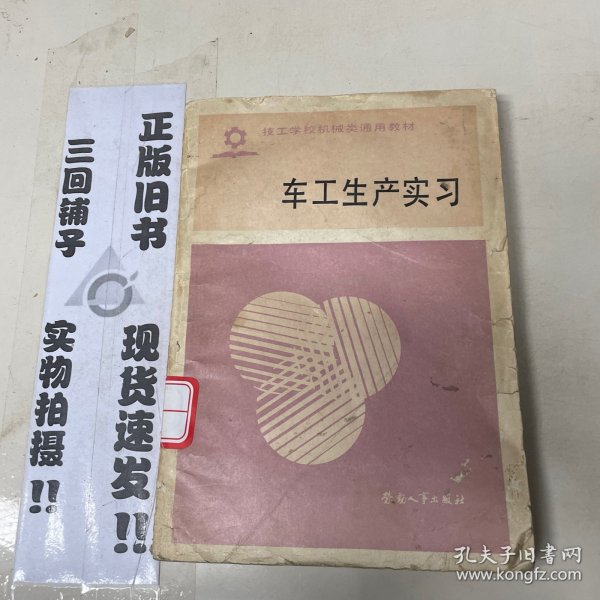 正版旧书
现货速发!!!
三回铺子
实物拍摄!!
技工学校机械类通用教材
车工生产实习
劳动人事出版社
孔夫子旧书网
www.kongfz.com